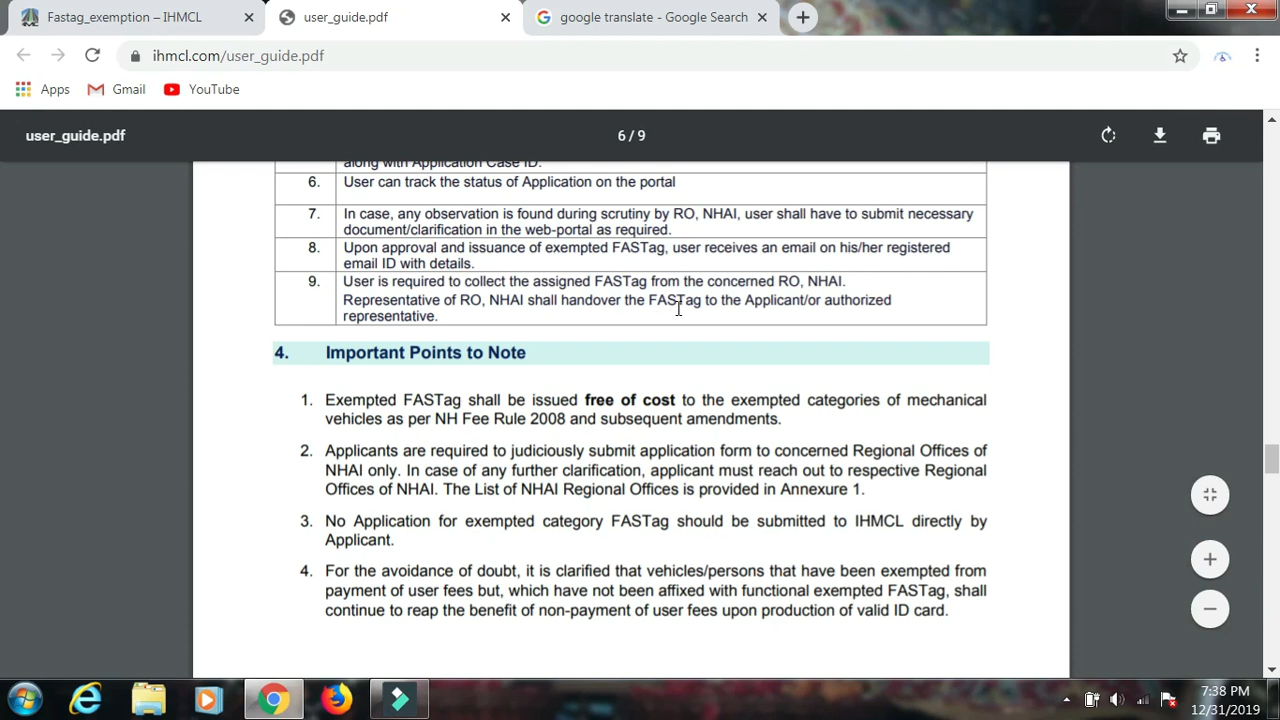 Fastag_exemption – IHMCL
user_guide.pdf
google translate - Google Search
ihmcl.com/user_guide.pdf
Apps
Gmail
YouTube
user_guide.pdf
6 / 9
along with Application Case ID.
6. User can track the status of Application on the portal
7. In case, any observation is found during scrutiny by RO, NHAI, user shall have to submit necessary
document/clarification in the web-portal as required.
8. Upon approval and issuance of exempted FASTag, user receives an email on his/her registered
email ID with details.
9. User is required to collect the assigned FASTag from the concerned RO, NHAI.
Representative of RO, NHAI shall handover the FASTag to the Applicant/or authorized
representative.
4. Important Points to Note
1. Exempted FASTag shall be issued free of cost to the exempted categories of mechanical
vehicles as per NH Fee Rule 2008 and subsequent amendments.
2. Applicants are required to judiciously submit application form to concerned Regional Offices of
NHAI only. In case of any further clarification, applicant must reach out to respective Regional
Offices of NHAI. The List of NHAI Regional Offices is provided in Annexure 1.
3. No Application for exempted category FASTag should be submitted to IHMCL directly by
Applicant.
4. For the avoidance of doubt, it is clarified that vehicles/persons that have been exempted from
payment of user fees but, which have not been affixed with functional exempted FASTag, shall
continue to reap the benefit of non-payment of user fees upon production of valid ID card.
7:38 PM
12/31/2019